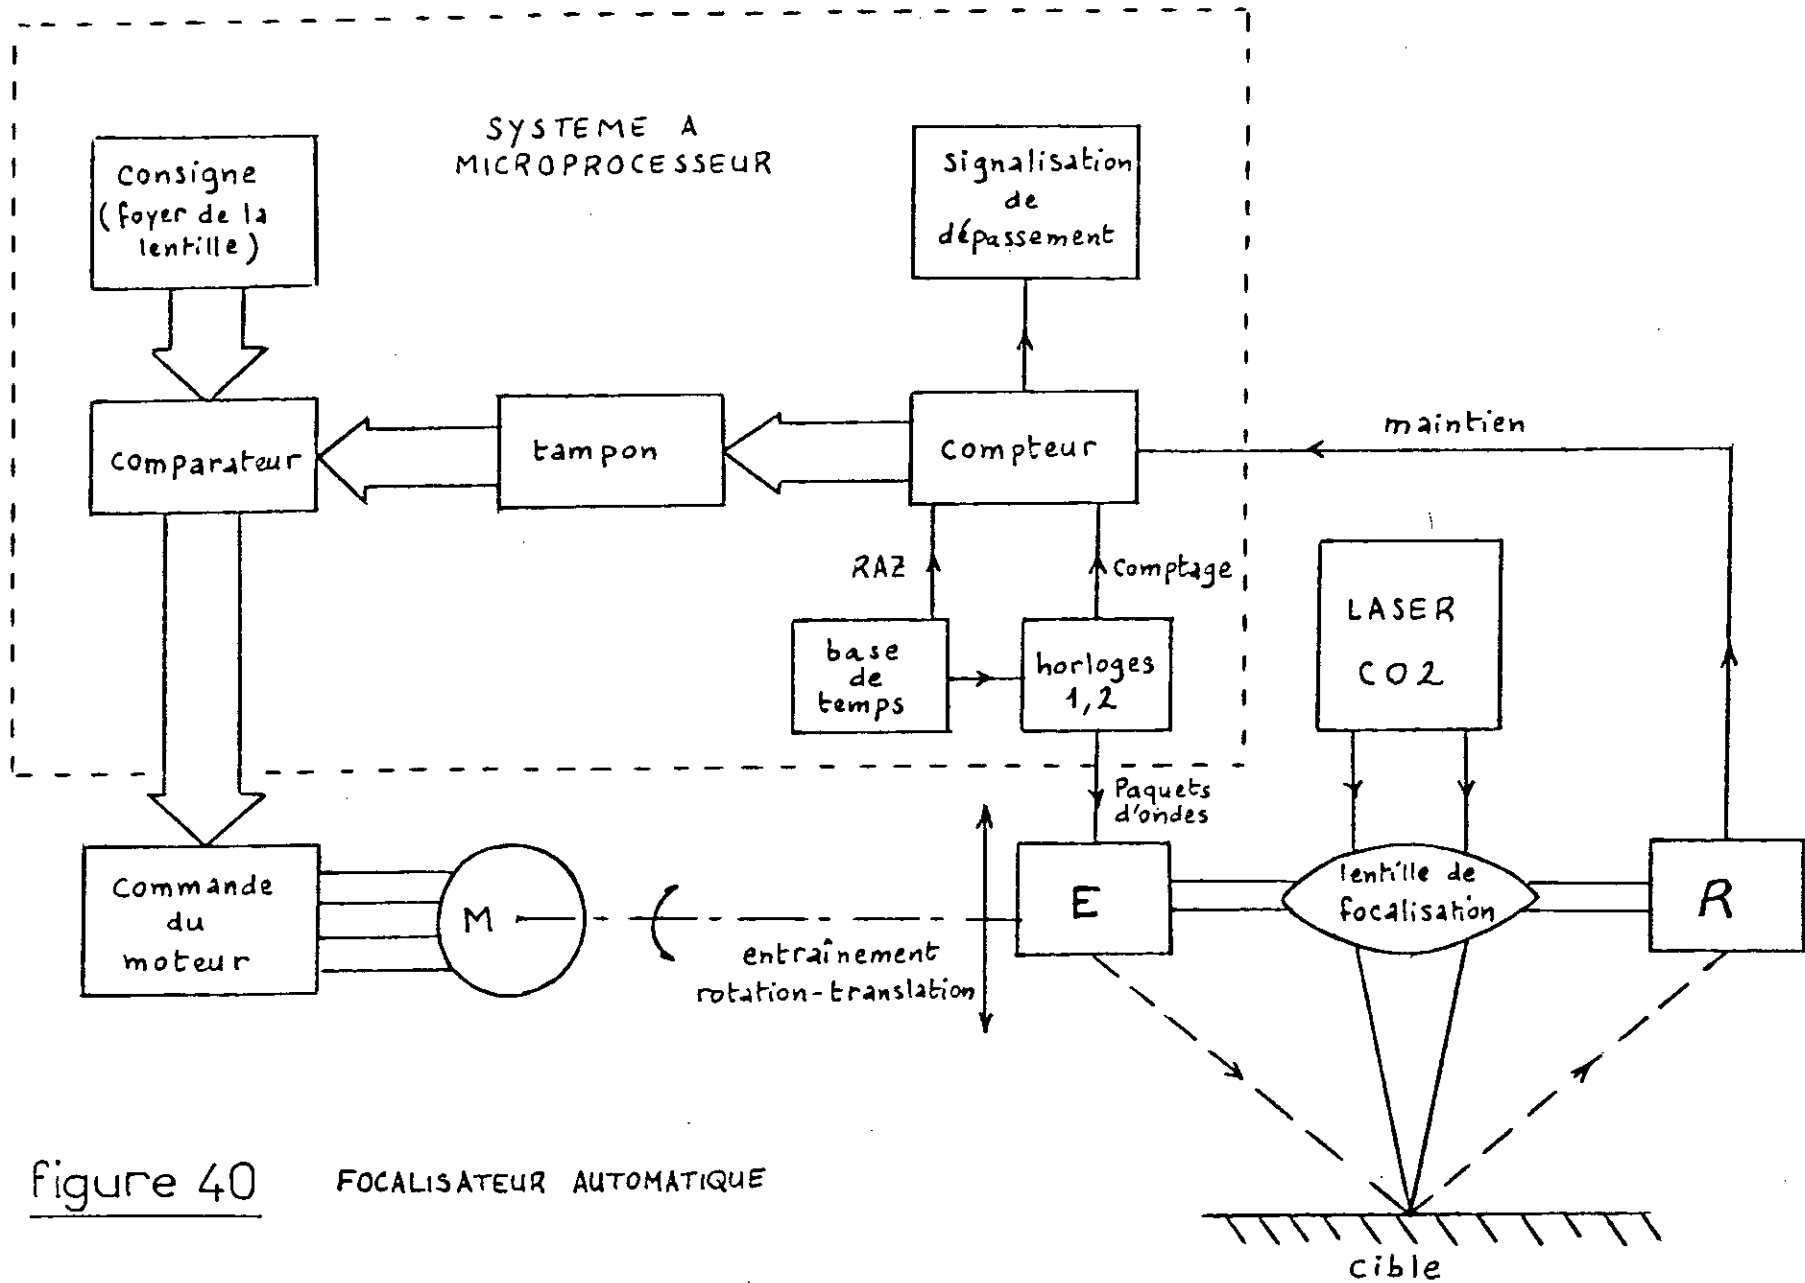 SYSTEME A
MICROPROCESSEUR
Consigne
(foyer de la
lentille)
signalisation
de
dépassement
comparateur
tampon
Compteur
maintien
RAZ
Comptage
base
de
temps
horloges
1,2
LASER
CO2
Paquets
d'ondes
Commande
du
moteur
M
entraînement
rotation-translation
E
lentille de
focalisation
R
figure 40
FOCALISATEUR AUTOMATIQUE
cible